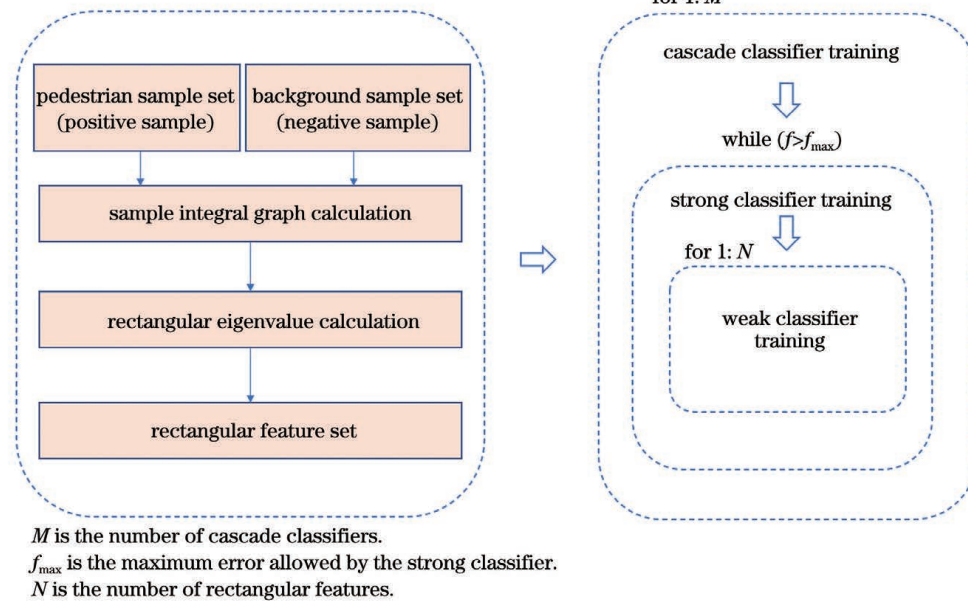 pedestrian sample set
(positive sample)
background sample set
(negative sample)
sample integral graph calculation
rectangular eigenvalue calculation
rectangular feature set
cascade classifier training
while (f>fmax)
strong classifier training
for 1: N
weak classifier
training
M is the number of cascade classifiers.
fmax is the maximum error allowed by the strong classifier.
N is the number of rectangular features.